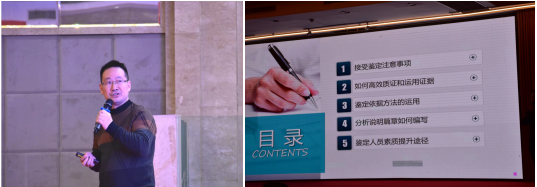 1 接受鉴定注意事项
2 如何高效质证和运用证据
3 鉴定依据方法的运用
4 分析说明篇章如何编写
5 鉴定人员素质提升途径
目录
CONTENTS